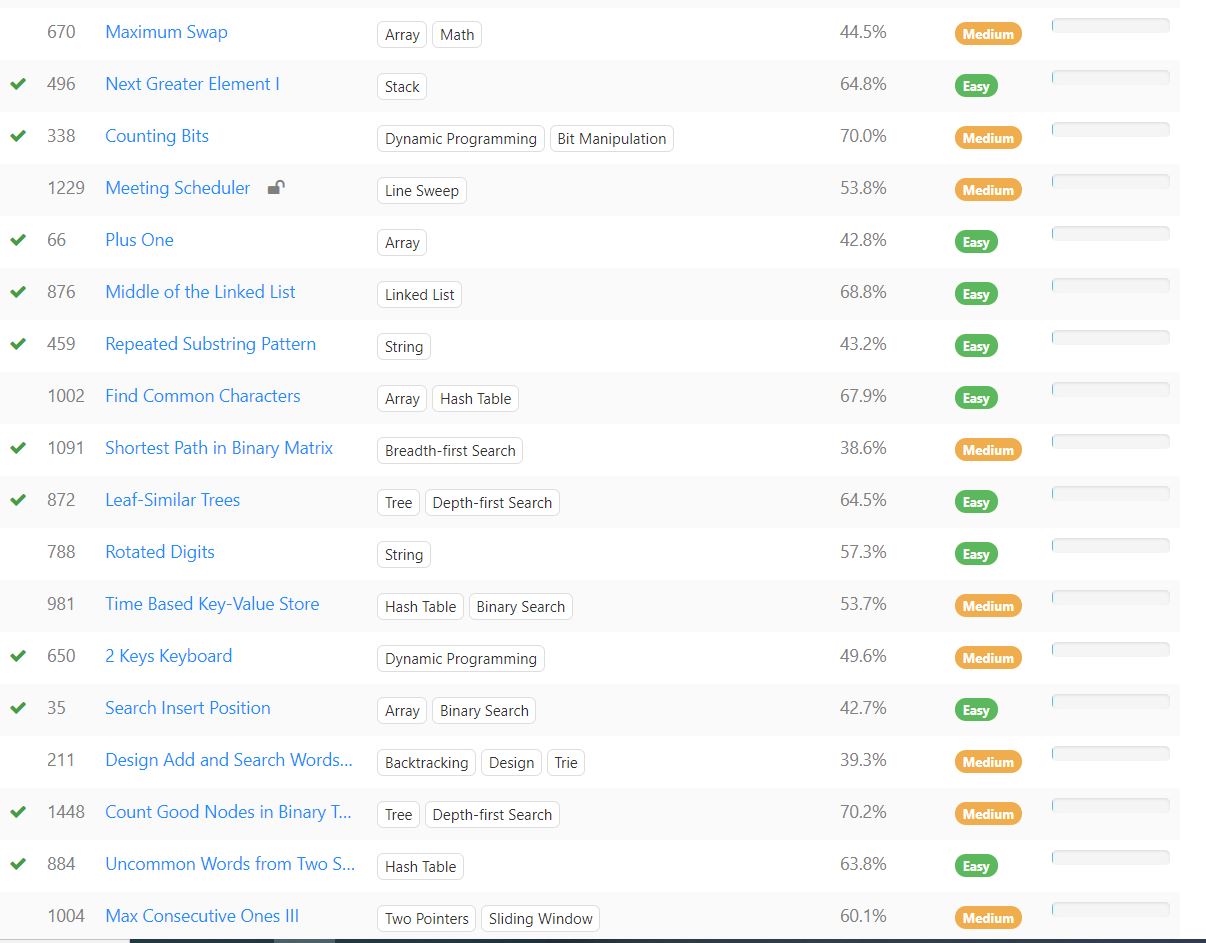 670 Maximum Swap Array Math 44.5% Medium
496 Next Greater Element I Stack 64.8% Easy
338 Counting Bits Dynamic Programming Bit Manipulation 70.0% Medium
1229 Meeting Scheduler Line Sweep 53.8% Medium
66 Plus One Array 42.8% Easy
876 Middle of the Linked List Linked List 68.8% Easy
459 Repeated Substring Pattern String 43.2% Easy
1002 Find Common Characters Array Hash Table 67.9% Easy
1091 Shortest Path in Binary Matrix Breadth-first Search 38.6% Medium
872 Leaf-Similar Trees Tree Depth-first Search 64.5% Easy
788 Rotated Digits String 57.3% Easy
981 Time Based Key-Value Store Hash Table Binary Search 53.7% Medium
650 2 Keys Keyboard Dynamic Programming 49.6% Medium
35 Search Insert Position Array Binary Search 42.7% Easy
211 Design Add and Search Words... Backtracking Design Trie 39.3% Medium
1448 Count Good Nodes in Binary T... Tree Depth-first Search 70.2% Medium
884 Uncommon Words from Two S... Hash Table 63.8% Easy
1004 Max Consecutive Ones III Two Pointers Sliding Window 60.1% Medium